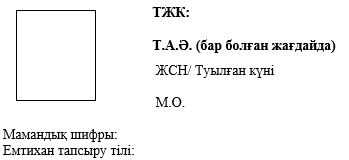 ТЖК:
Т.А.Ә. (бар болған жағдайда)
ЖСН/ Туылған күні
М.О.
Мамандық шифры:
Емтихан тапсыру тілі: